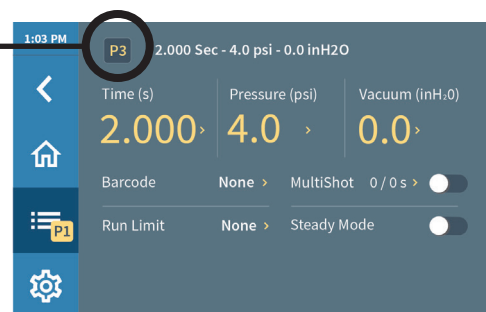 1:03 PM
P3 2.000 Sec - 4.0 psi - 0.0 inH2O
Time (s) Pressure (psi) Vacuum (inH₂0)
2.000 › 4.0 › 0.0 ›
Barcode None › MultiShot 0 / 0 s ›
P1
Run Limit None › Steady Mode